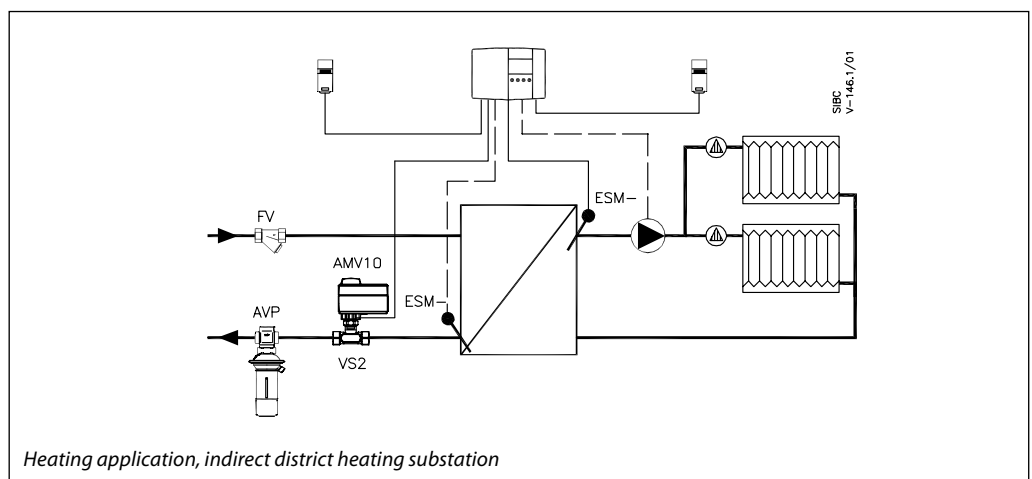 SIBC
V-146.1/01
ESM-
FV
AMV10
ESM-
AVP
VS2
Heating application, indirect district heating substation